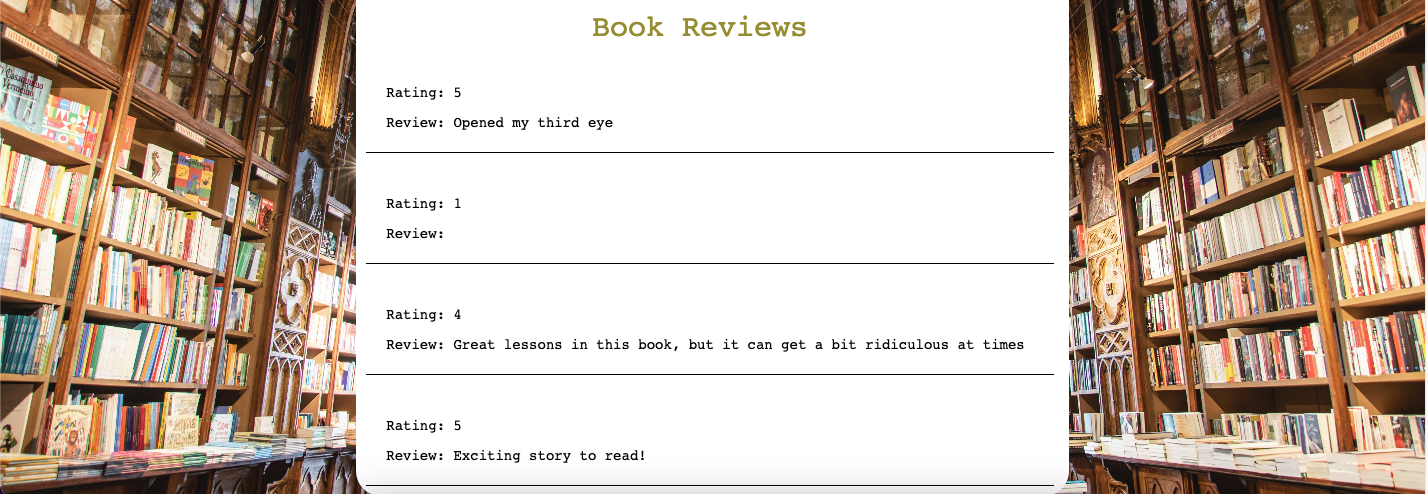 Book Reviews
Rating: 5
Review: Opened my third eye
Rating: 1
Review:
Rating: 4
Review: Great lessons in this book, but it can get a bit ridiculous at times
Rating: 5
Review: Exciting story to read!